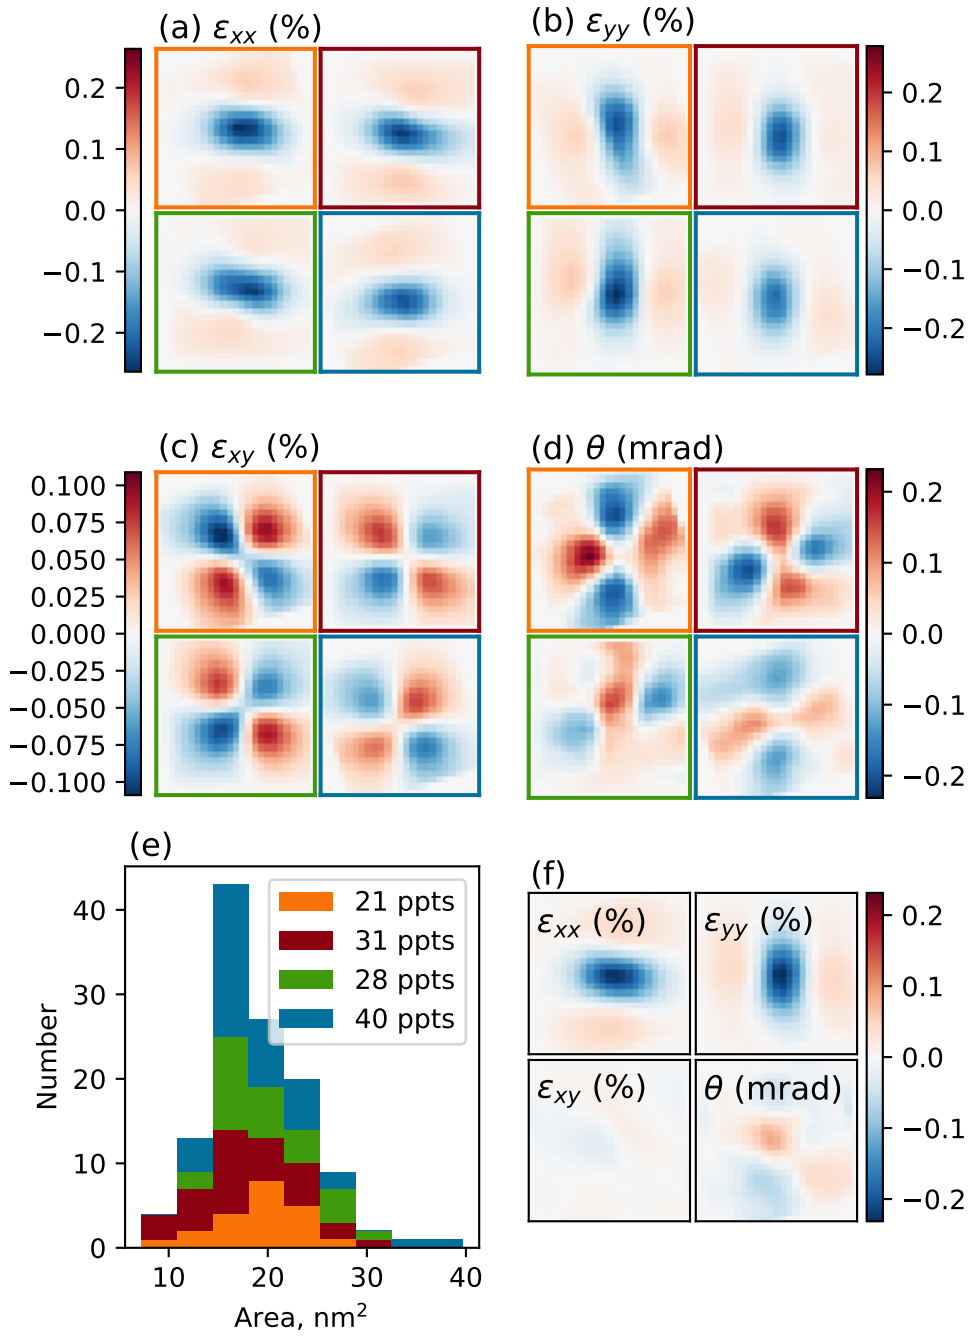 (a) εxx (%)
(b) εyy (%)
0.2
0.1
0.0
−0.1
−0.2
0.2
0.1
0.0
−0.1
−0.2
(c) εxy (%)
(d) θ (mrad)
0.100
0.075
0.050
0.025
0.000
−0.025
−0.050
−0.075
−0.100
0.2
0.1
0.0
−0.1
−0.2
(e)
40
30
20
10
0
Number
21 ppts
31 ppts
28 ppts
40 ppts
10
20
30
40
Area, nm²
(f)
εxx (%)
εyy (%)
εxy (%)
θ (mrad)
0.2
0.1
0.0
−0.1
−0.2